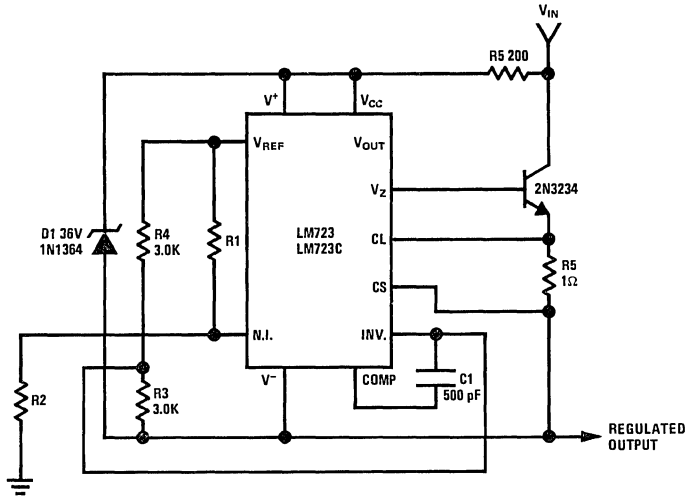 V_IN
R5 200
V⁺
V_CC
V_REF
V_OUT
V_Z
2N3234
D1 36V
1N1364
R4
3.0K
R1
LM723
LM723C
CL
R5
1Ω
CS
N.I.
INV.
V⁻
COMP
C1
500 pF
R3
3.0K
R2
REGULATED
OUTPUT